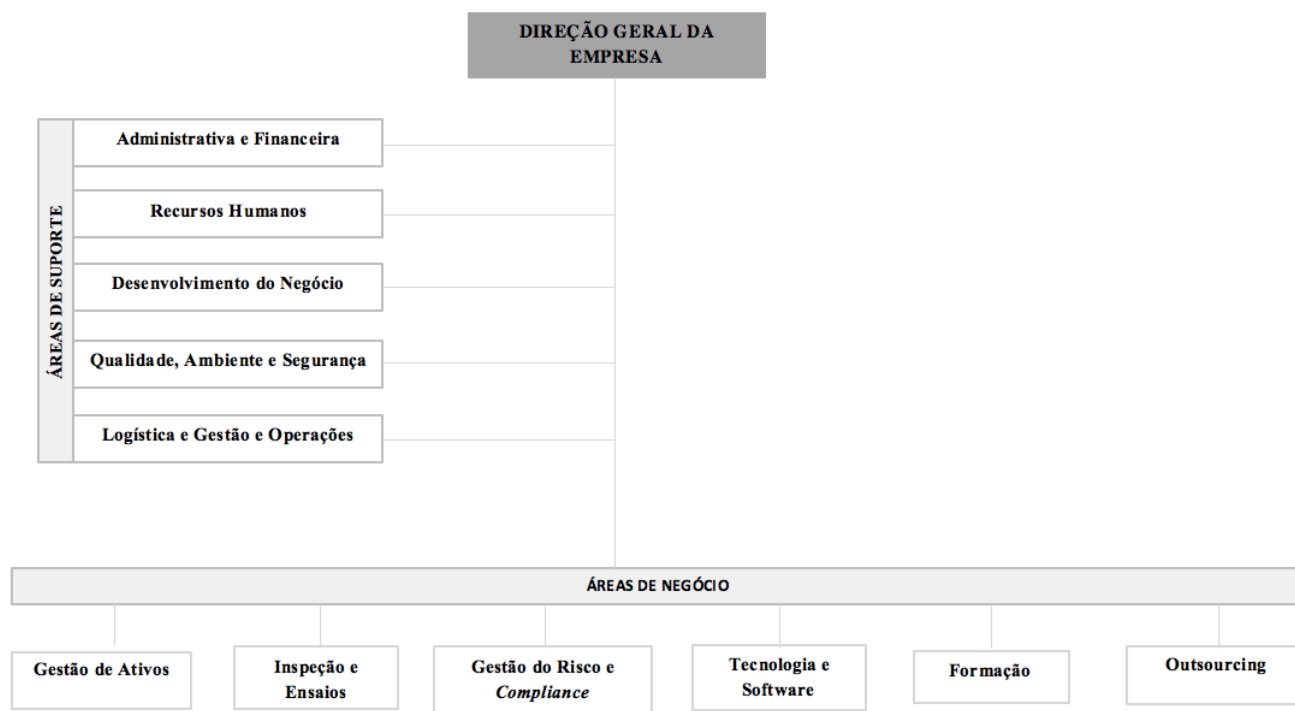 DIREÇÃO GERAL DA
EMPRESA
ÁREAS DE SUPORTE
Administrativa e Financeira
Recursos Humanos
Desenvolvimento do Negócio
Qualidade, Ambiente e Segurança
Logística e Gestão e Operações
ÁREAS DE NEGÓCIO
Gestão de Ativos
Inspeção e
Ensaios
Gestão do Risco e
Compliance
Tecnologia e
Software
Formação
Outsourcing